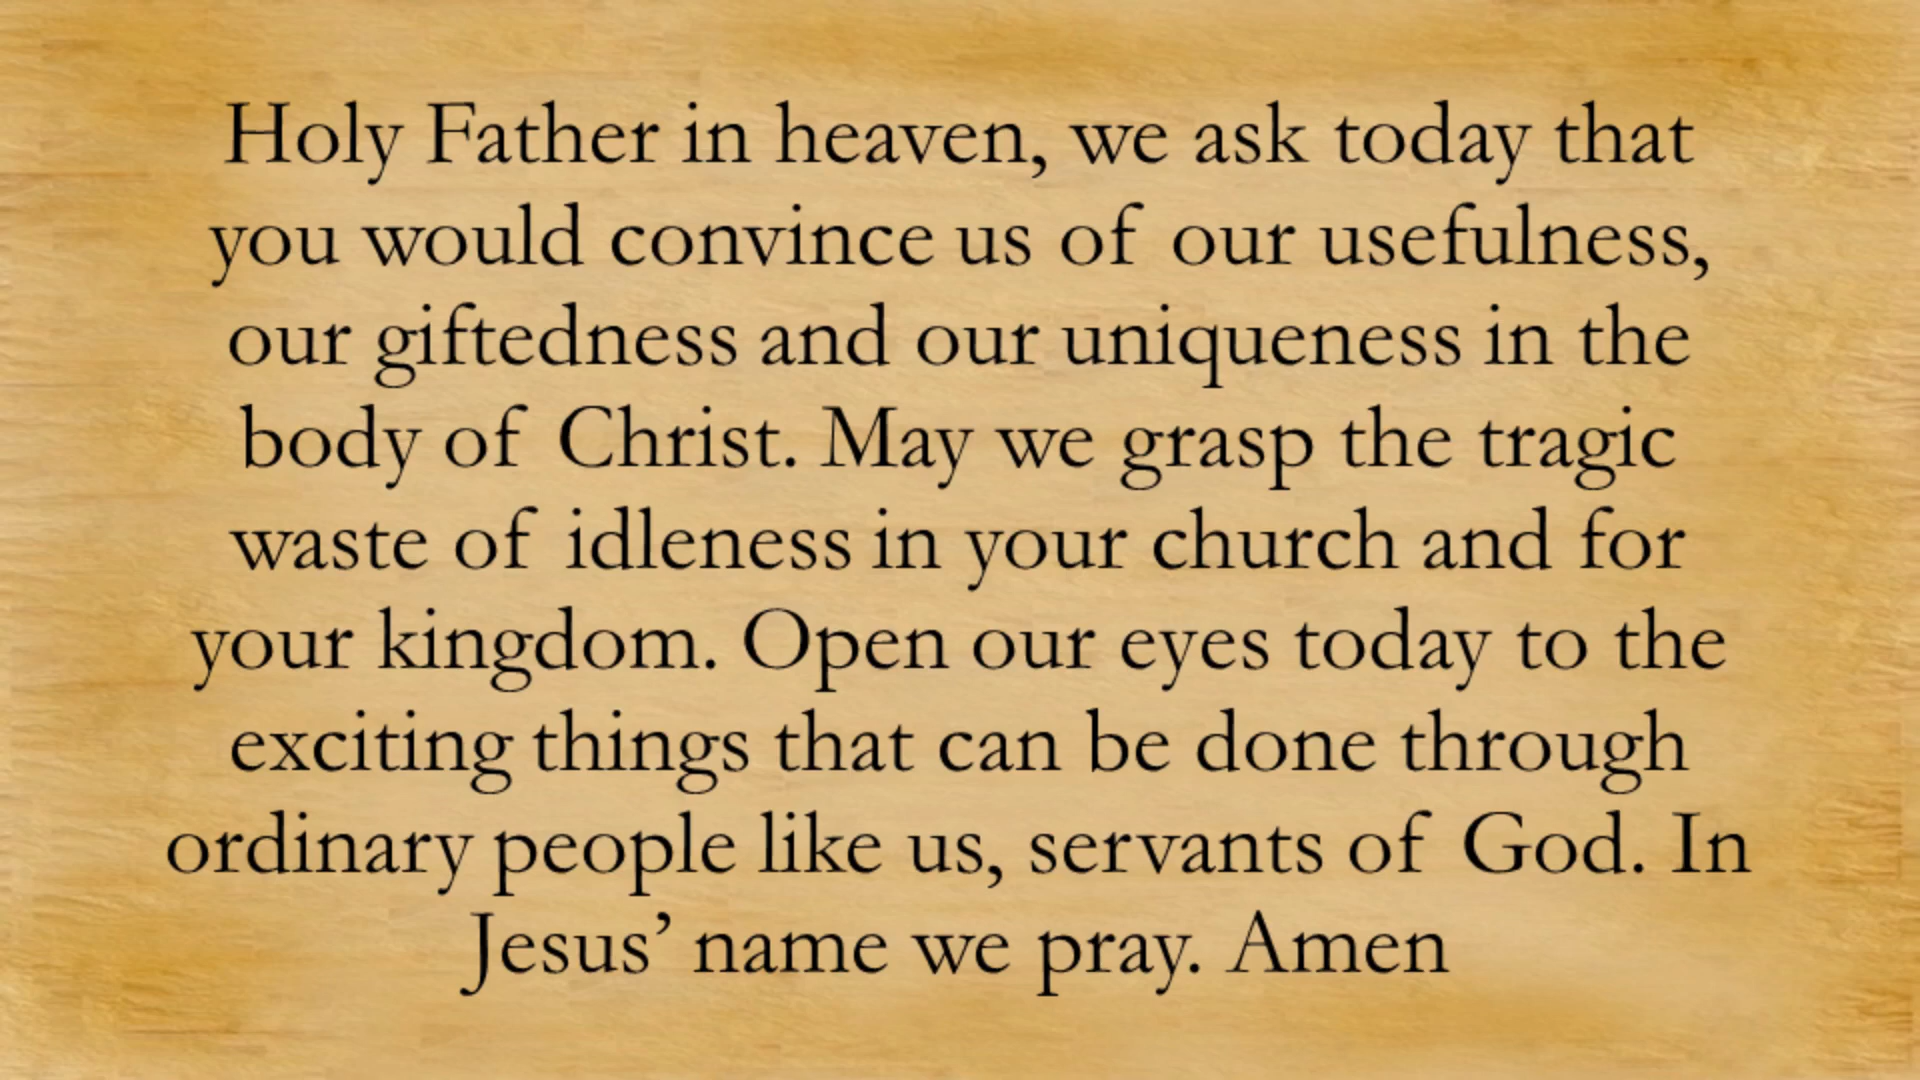 Holy Father in heaven, we ask today that
you would convince us of our usefulness,
our giftedness and our uniqueness in the
body of Christ. May we grasp the tragic
waste of idleness in your church and for
your kingdom. Open our eyes today to the
exciting things that can be done through
ordinary people like us, servants of God. In
Jesus’ name we pray. Amen